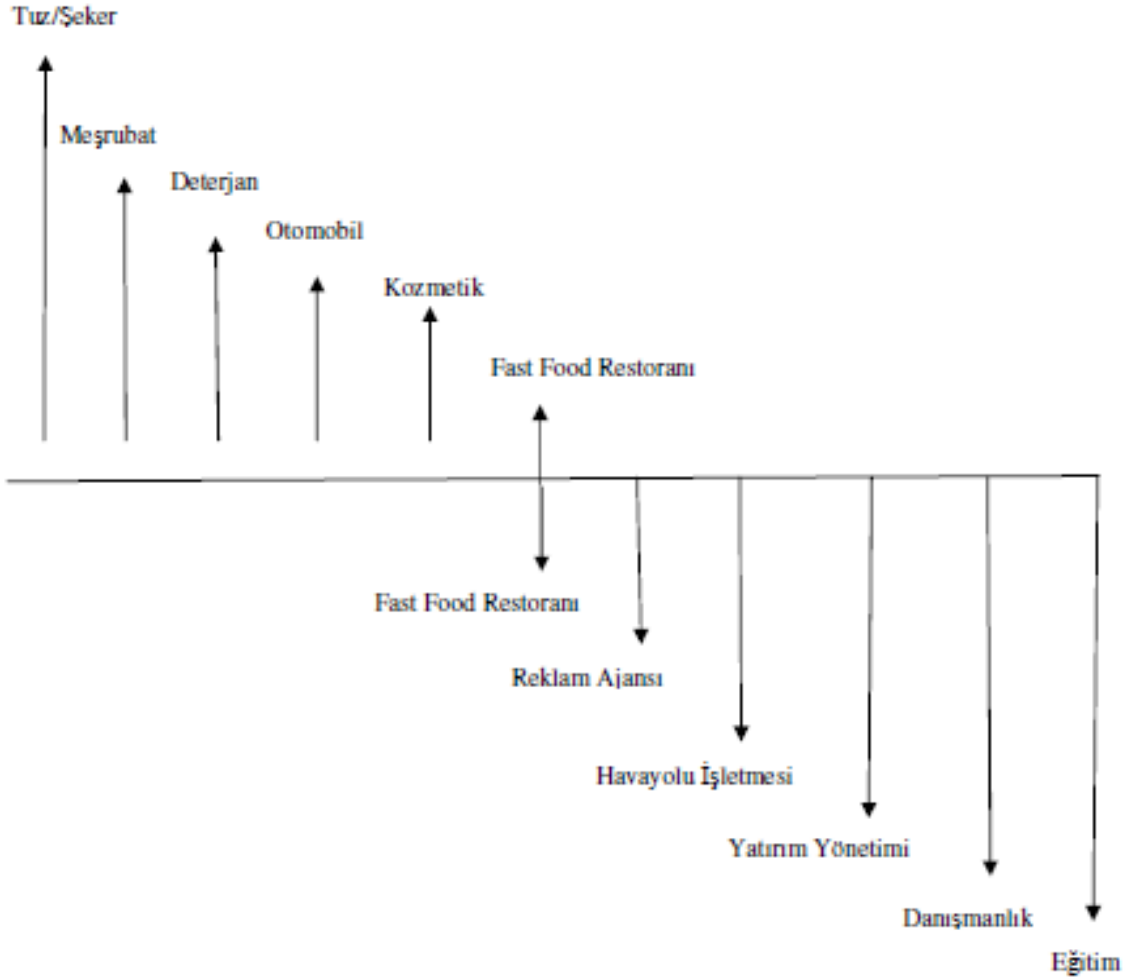 Tuz/Şeker
Meşrubat
Deterjan
Otomobil
Kozmetik
Fast Food Restoranı
Fast Food Restoranı
Reklam Ajansı
Havayolu İşletmesi
Yatırım Yönetimi
Danışmanlık
Eğitim